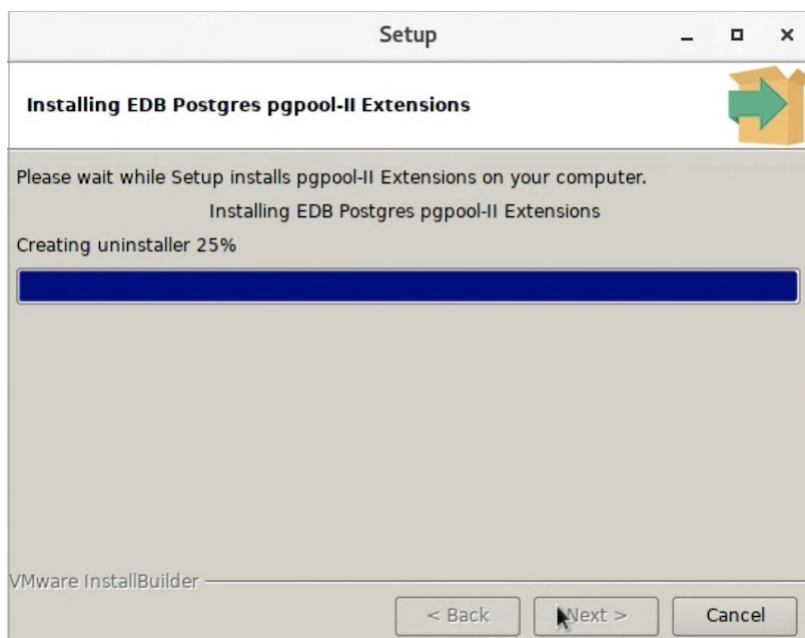 Setup
Installing EDB Postgres pgpool-II Extensions
Please wait while Setup installs pgpool-II Extensions on your computer.
Installing EDB Postgres pgpool-II Extensions
Creating uninstaller 25%
VMware InstallBuilder
< Back Next > Cancel